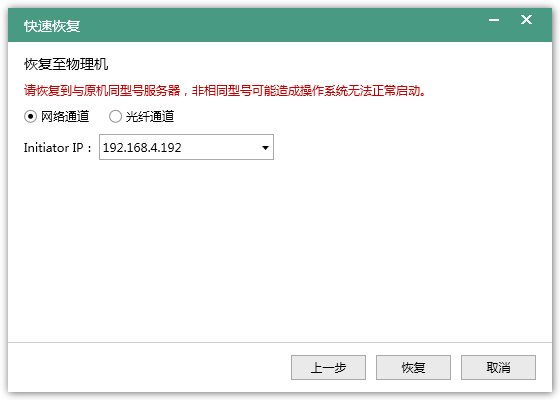 快速恢复
恢复至物理机
请恢复到与原机同型号服务器，非相同型号可能造成操作系统无法正常启动。
网络通道 光纤通道
Initiator IP： 192.168.4.192
上一步 恢复 取消